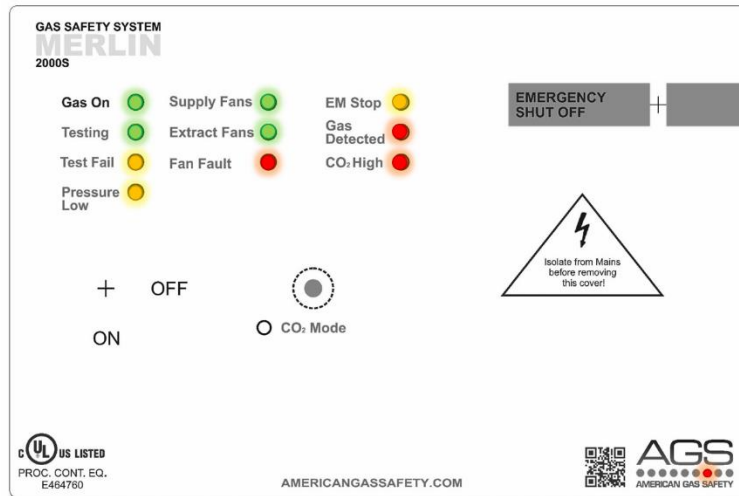 GAS SAFETY SYSTEM
MERLIN
2000S
Gas On
Supply Fans
EM Stop
Testing
Extract Fans
Gas
Detected
Test Fail
Fan Fault
CO₂ High
Pressure
Low
EMERGENCY
SHUT OFF
Isolate from Mains
before removing
this cover!
OFF
ON
CO₂ Mode
C UL US LISTED
PROC. CONT. EQ.
E464760
AMERICANGASSAFETY.COM
AGS
AMERICAN GAS SAFETY